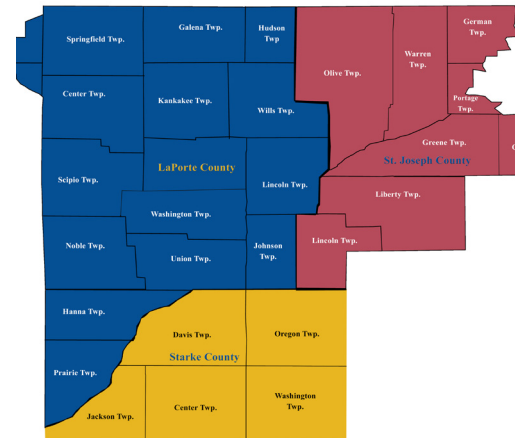 Galena Twp.
Hudson
Twp
German
Twp.
Springfield Twp.
Warren
Twp.
Olive Twp.
Center Twp.
Kankakee Twp.
Wills Twp.
Portage
Twp.
Greene Twp.
LaPorte County
St. Joseph County
Scipio Twp.
Lincoln Twp.
Liberty Twp.
Washington Twp.
Noble Twp.
Lincoln Twp.
Johnson
Twp.
Union Twp.
Hanna Twp.
Davis Twp.
Oregon Twp.
Starke County
Prairie Twp.
Jackson Twp.
Center Twp.
Washington
Twp.